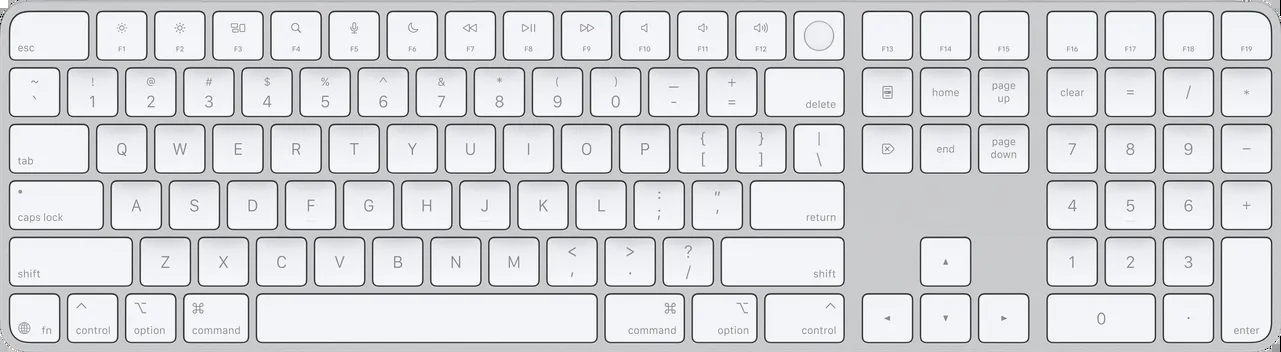 esc F1 F2 F3 F4 F5 F6 F7 F8 F9 F10 F11 F12 F13 F14 F15 F16 F17 F18 F19
~ ! @ # $ % ^ & * ( ) — +
` 1 2 3 4 5 6 7 8 9 0 - = delete home page up clear = / *
tab Q W E R T Y U I O P { [ } ] | \ end page down 7 8 9 −
caps lock A S D F G H J K L : ; " ' return 4 5 6 +
shift Z X C V B N M < , > . ? / shift 1 2 3
fn ^ control ⌥ option ⌘ command ⌘ command ⌥ option ^ control 0 . enter